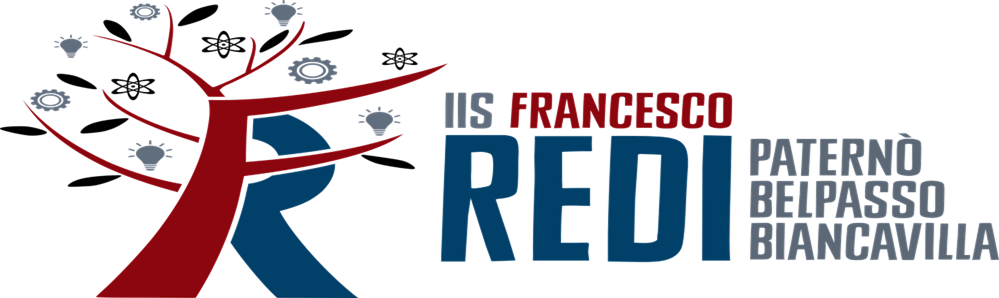 IIS FRANCESCO
REDI
PATERNÒ
BELPASSO
BIANCAVILLA